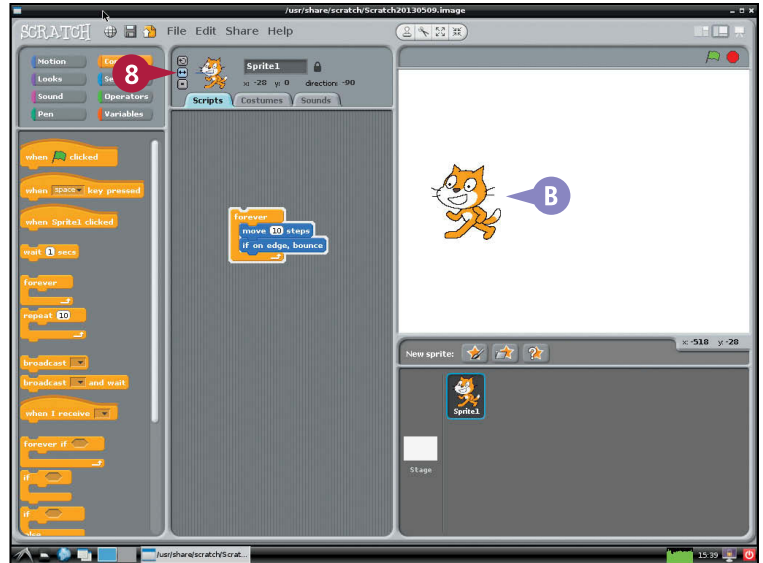 /usr/share/scratch/Scratch20130509.image
SCRATCH File Edit Share Help
Motion
Looks
Sound
Pen
Co
Se
Operators
Variables
8
Sprite1
x: -28 y: 0 direction: -90
Scripts Costumes Sounds
when clicked
when space key pressed
when Sprite1 clicked
wait 1 secs
forever
repeat 10
broadcast
broadcast and wait
when I receive
forever if
if
if
else
forever
move 10 steps
if on edge, bounce
B
x: -518 y: -28
New sprite:
Sprite1
Stage
/usr/share/scratch/Scrat...
15:39